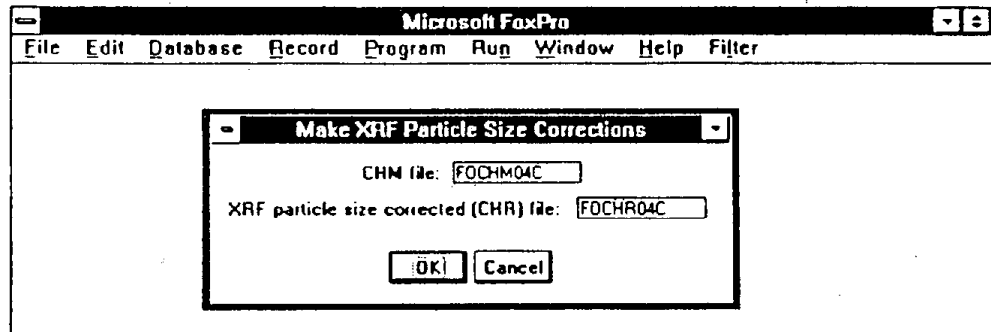 Microsoft FoxPro
File Edit Database Record Program Run Window Help Filter
Make XRF Particle Size Corrections
CHM file: FOCHM04C
XRF particle size corrected (CHR) file: FOCHR04C
OK Cancel